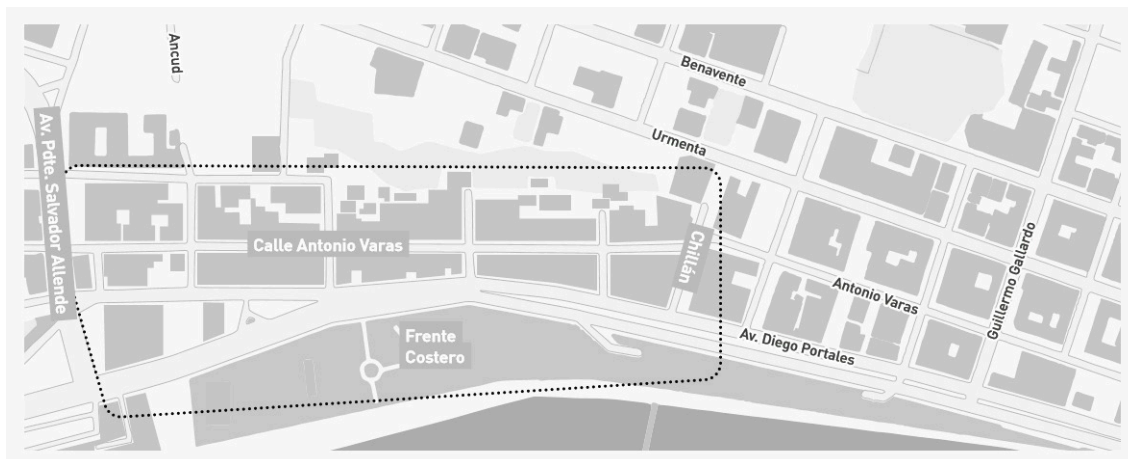 Ancud
Benavente
Urmenta
Av. Pdte. Salvador Allende
Calle Antonio Varas
Chillán
Guillermo Gallardo
Antonio Varas
Av. Diego Portales
Frente
Costero